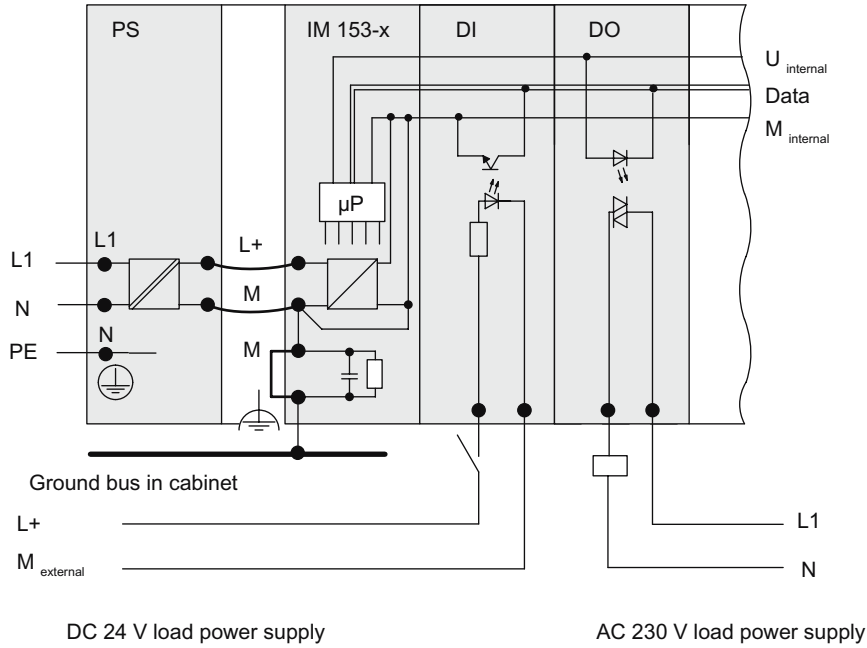 PS
IM 153-x
DI
DO
U internal
Data
M internal
µP
L1
L+
L1
N
M
N
PE
M
Ground bus in cabinet
L+
L1
M external
N
DC 24 V load power supply
AC 230 V load power supply